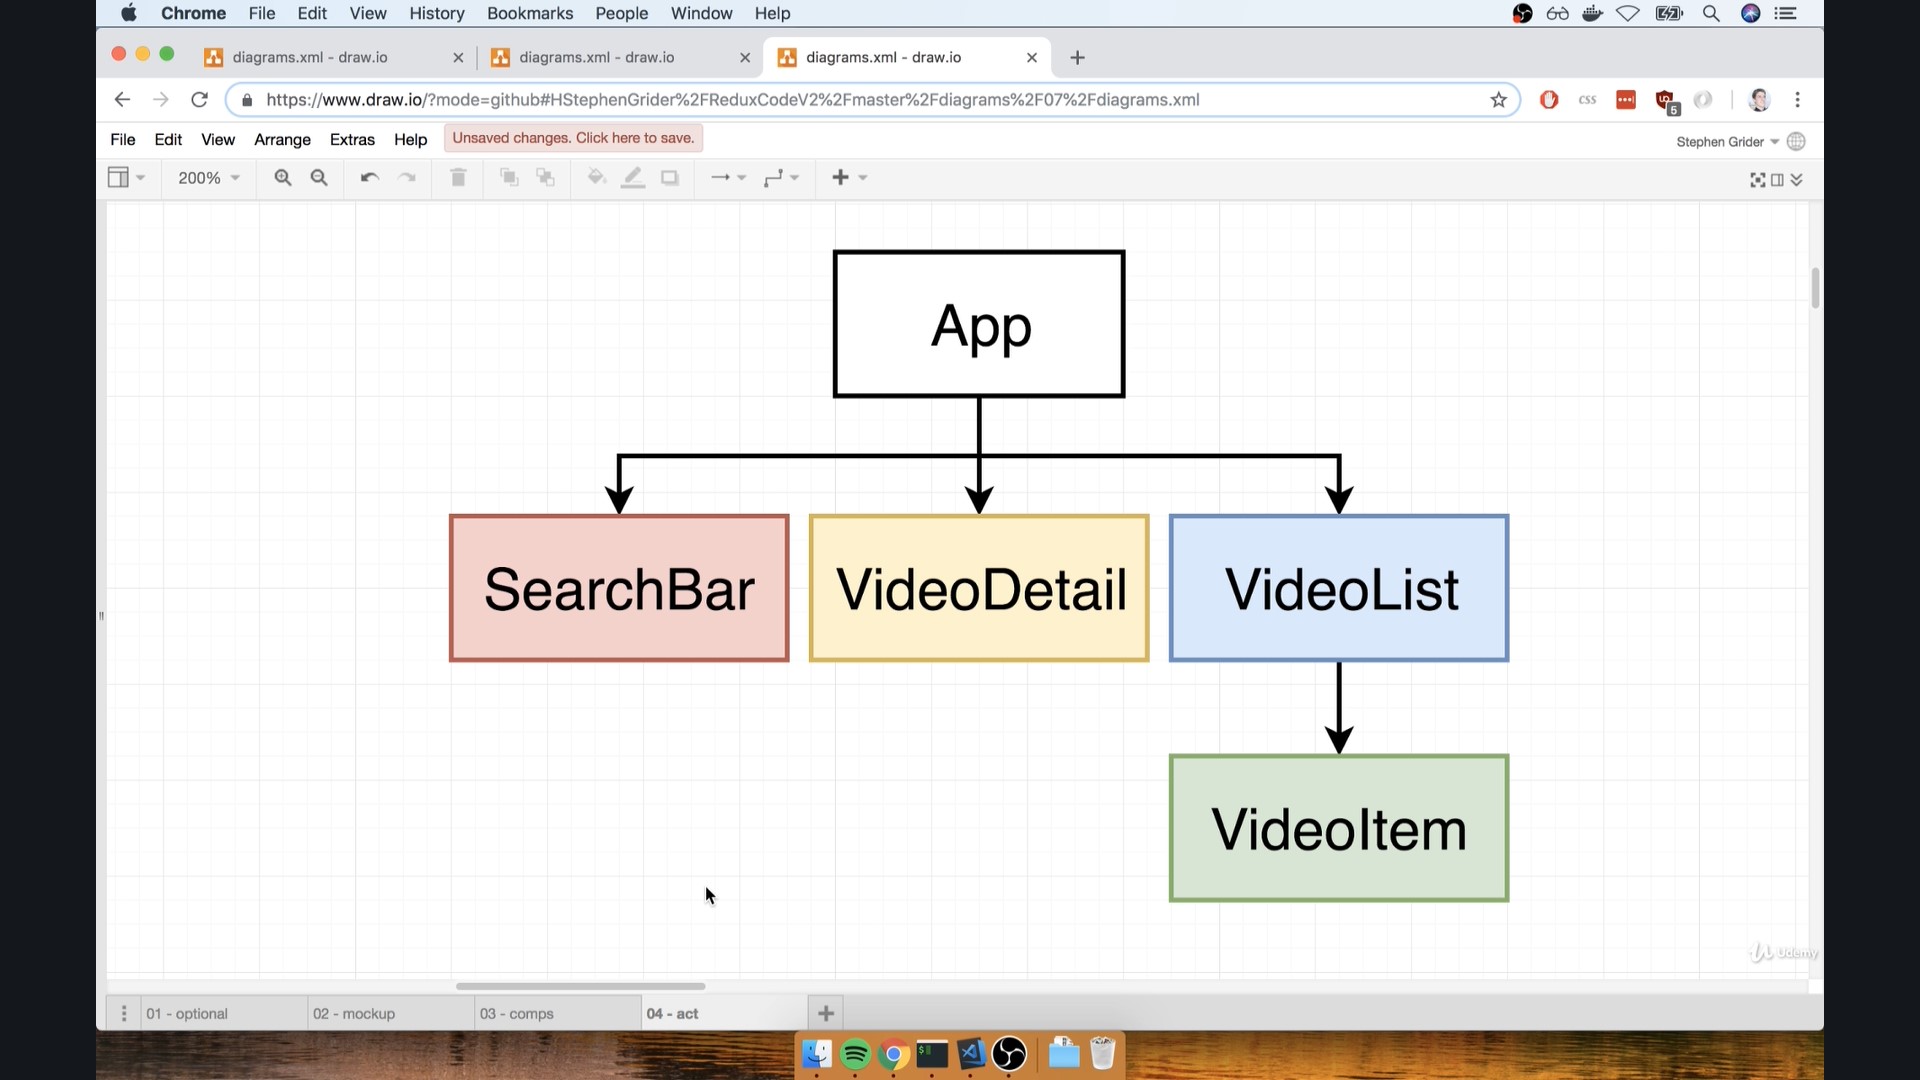 Chrome File Edit View History Bookmarks People Window Help
diagrams.xml - draw.io diagrams.xml - draw.io diagrams.xml - draw.io
https://www.draw.io/?mode=github#HStephenGrider%2FReduxCodeV2%2Fmaster%2Fdiagrams%2F07%2Fdiagrams.xml
CSS
5
File Edit View Arrange Extras Help Unsaved changes. Click here to save. Stephen Grider
200%
App
SearchBar VideoDetail VideoList
VideoItem
Udemy
01 - optional 02 - mockup 03 - comps 04 - act